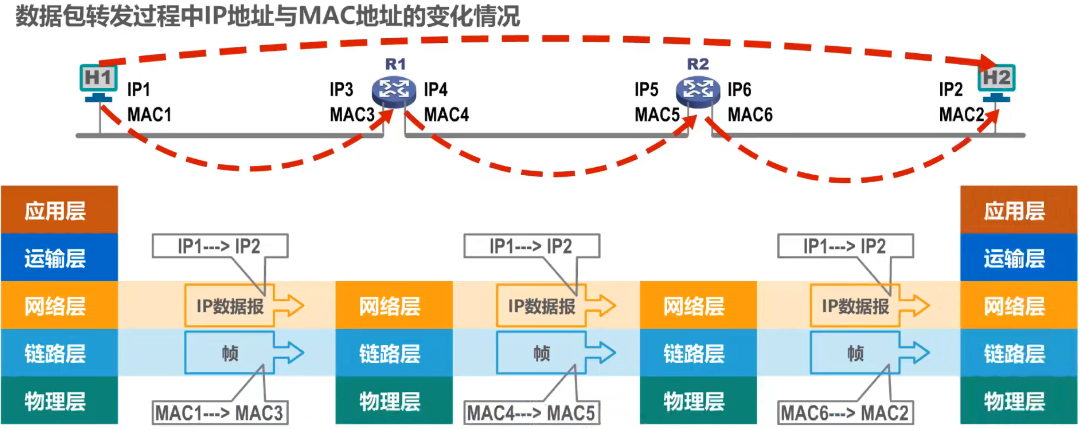 数据包转发过程中IP地址与MAC地址的变化情况
H1 IP1 MAC1
IP3 MAC3 R1 IP4 MAC4
IP5 MAC5 R2 IP6 MAC6
IP2 MAC2 H2
应用层 应用层
运输层 IP1---> IP2 IP1---> IP2 IP1---> IP2 运输层
网络层 IP数据报 网络层 IP数据报 网络层 IP数据报 网络层
链路层 帧 链路层 帧 链路层 帧 链路层
物理层 MAC1---> MAC3 物理层 MAC4---> MAC5 物理层 MAC6---> MAC2 物理层